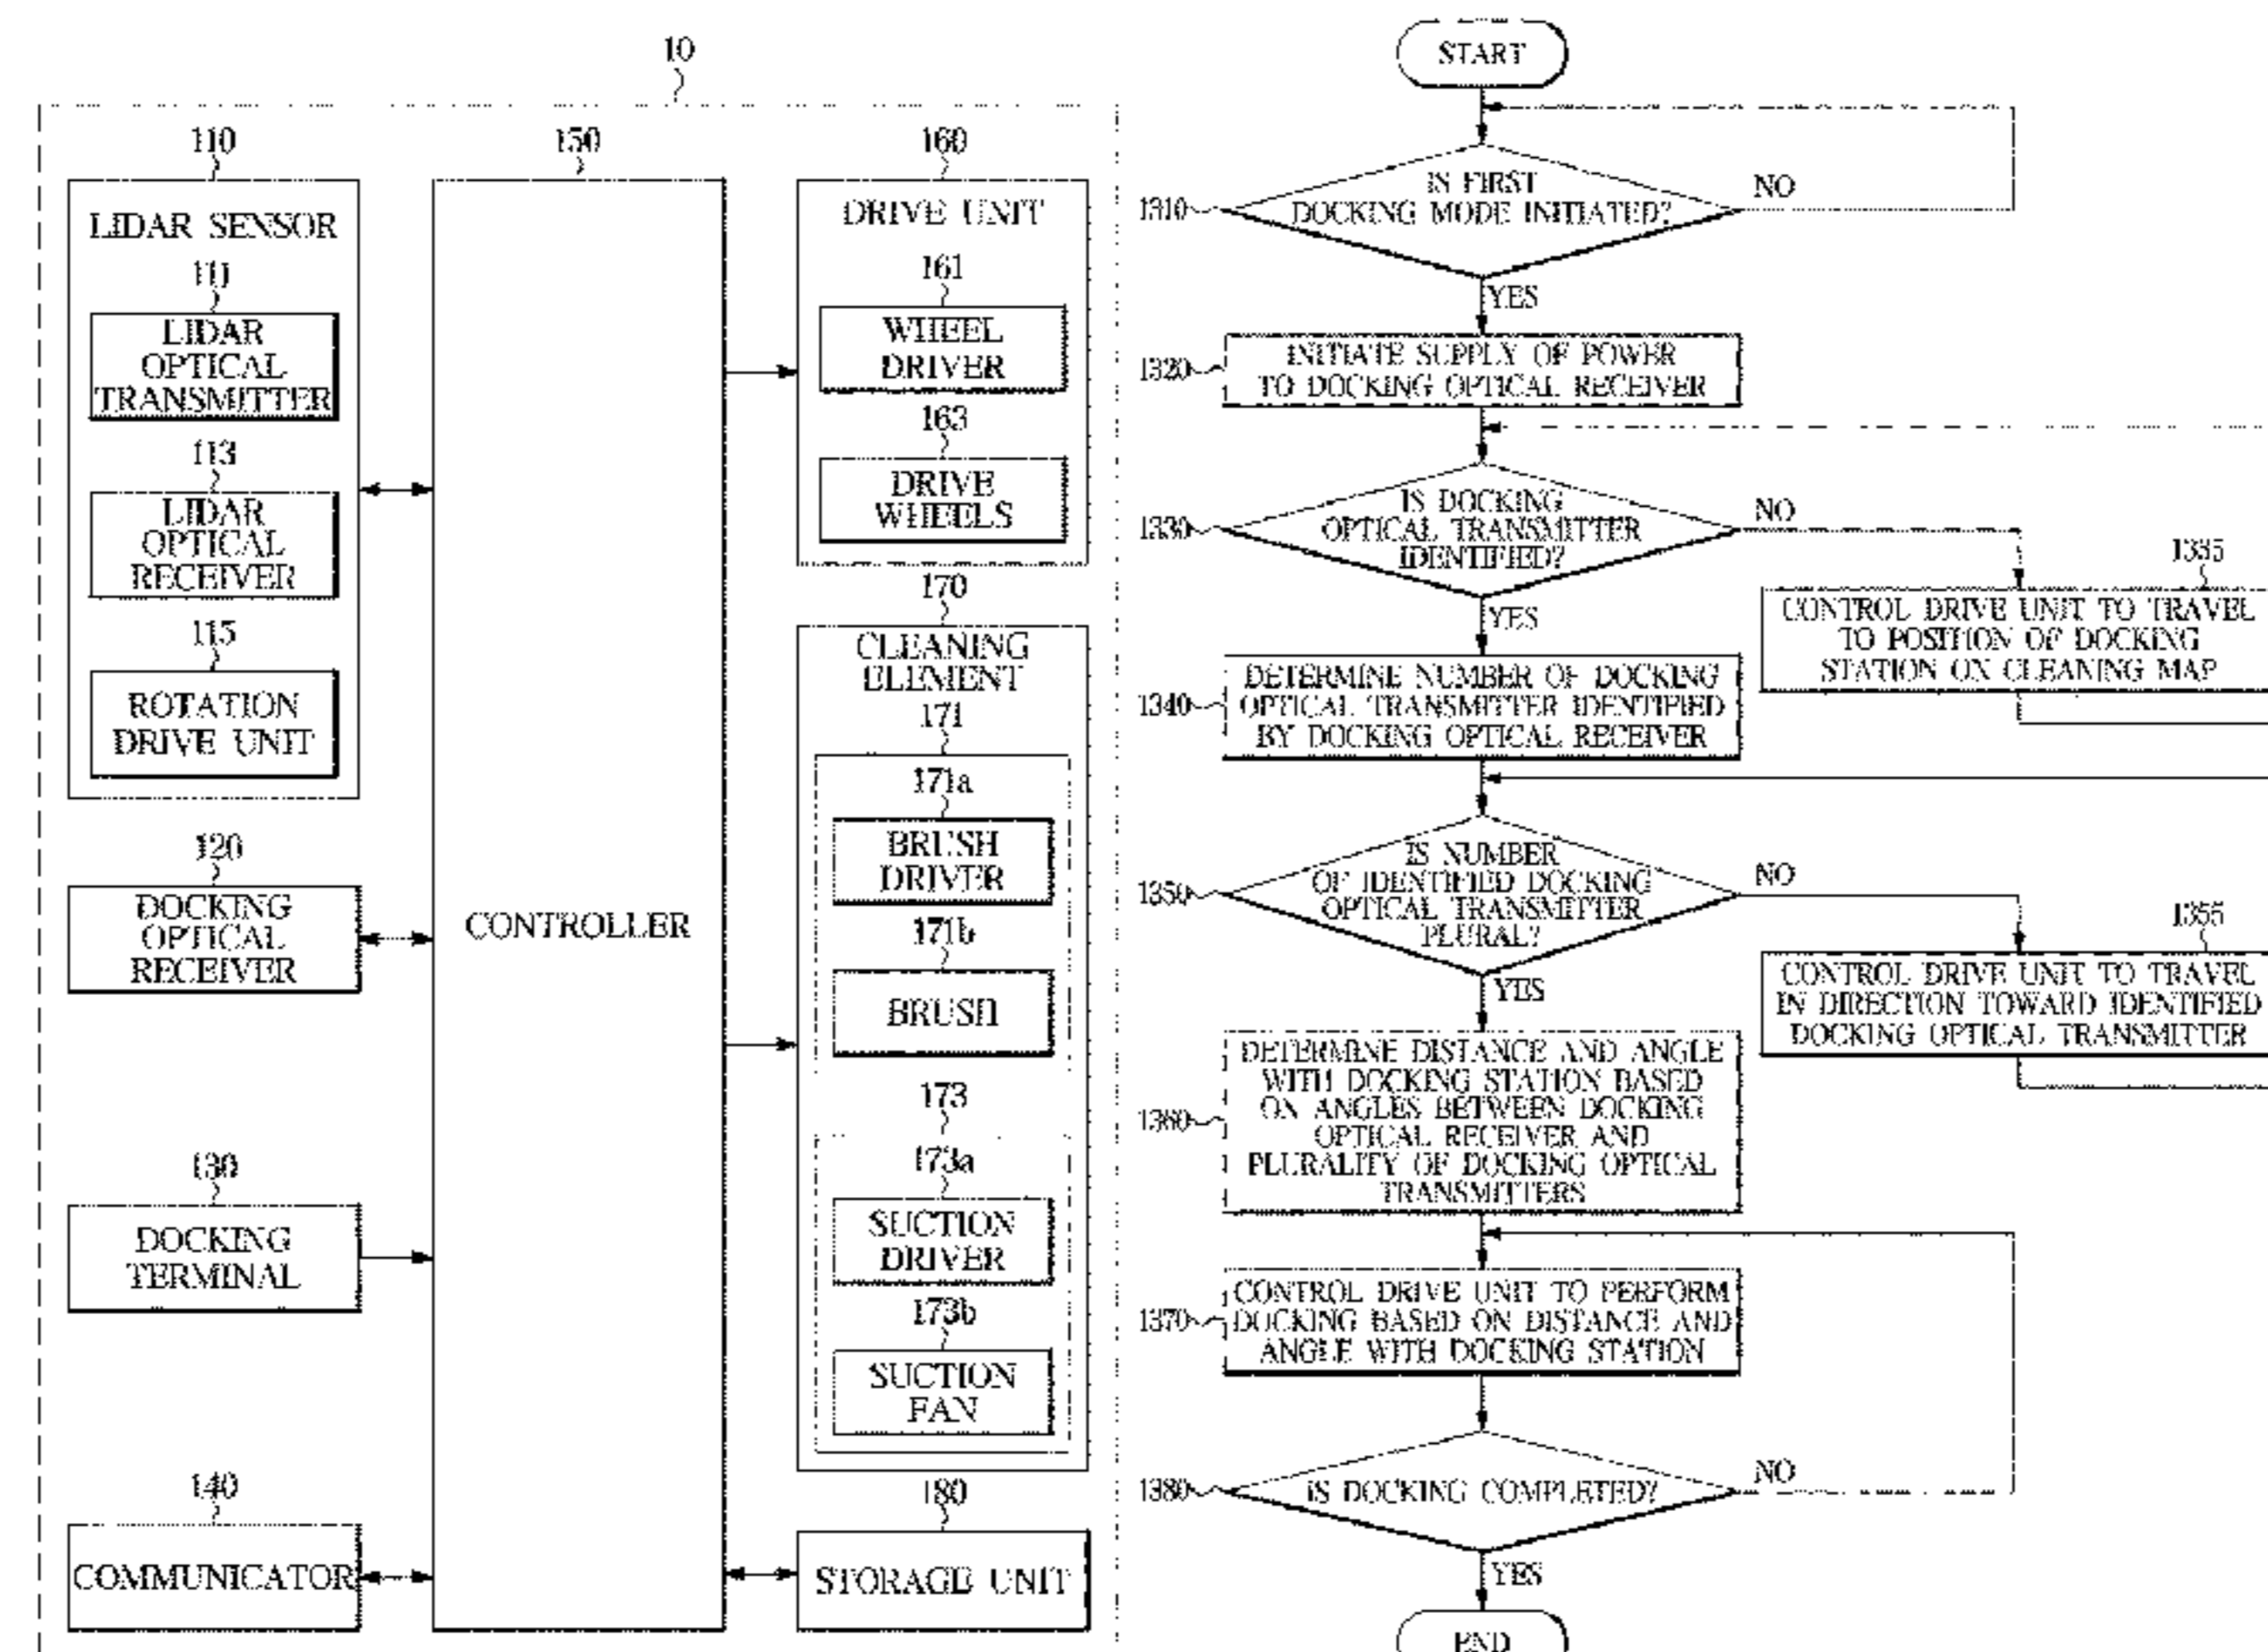 10
110
LIDAR SENSOR
111
LIDAR
OPTICAL
TRANSMITTER
113
LIDAR
OPTICAL
RECEIVER
115
ROTATION
DRIVE UNIT
120
DOCKING
OPTICAL
RECEIVER
130
DOCKING
TERMINAL
140
COMMUNICATOR
150
CONTROLLER
160
DRIVE UNIT
161
WHEEL
DRIVER
163
DRIVE
WHEELS
170
CLEANING
ELEMENT
171
171a
BRUSH
DRIVER
171b
BRUSH
173
173a
SUCTION
DRIVER
173b
SUCTION
FAN
180
STORAGE UNIT
START
1310
IS FIRST
DOCKING MODE INITIATED?
NO
YES
1320
INITIATE SUPPLY OF POWER
TO DOCKING OPTICAL RECEIVER
1330
IS DOCKING
OPTICAL TRANSMITTER
IDENTIFIED?
NO
1335
CONTROL DRIVE UNIT TO TRAVEL
TO POSITION OF DOCKING
STATION ON CLEANING MAP
YES
1340
DETERMINE NUMBER OF DOCKING
OPTICAL TRANSMITTER IDENTIFIED
BY DOCKING OPTICAL RECEIVER
1350
IS NUMBER
OF IDENTIFIED DOCKING
OPTICAL TRANSMITTER
PLURAL?
NO
1355
CONTROL DRIVE UNIT TO TRAVEL
IN DIRECTION TOWARD IDENTIFIED
DOCKING OPTICAL TRANSMITTER
YES
1360
DETERMINE DISTANCE AND ANGLE
WITH DOCKING STATION BASED
ON ANGLES BETWEEN DOCKING
OPTICAL RECEIVER AND
PLURALITY OF DOCKING OPTICAL
TRANSMITTERS
1370
CONTROL DRIVE UNIT TO PERFORM
DOCKING BASED ON DISTANCE AND
ANGLE WITH DOCKING STATION
1380
IS DOCKING COMPLETED?
NO
YES
END